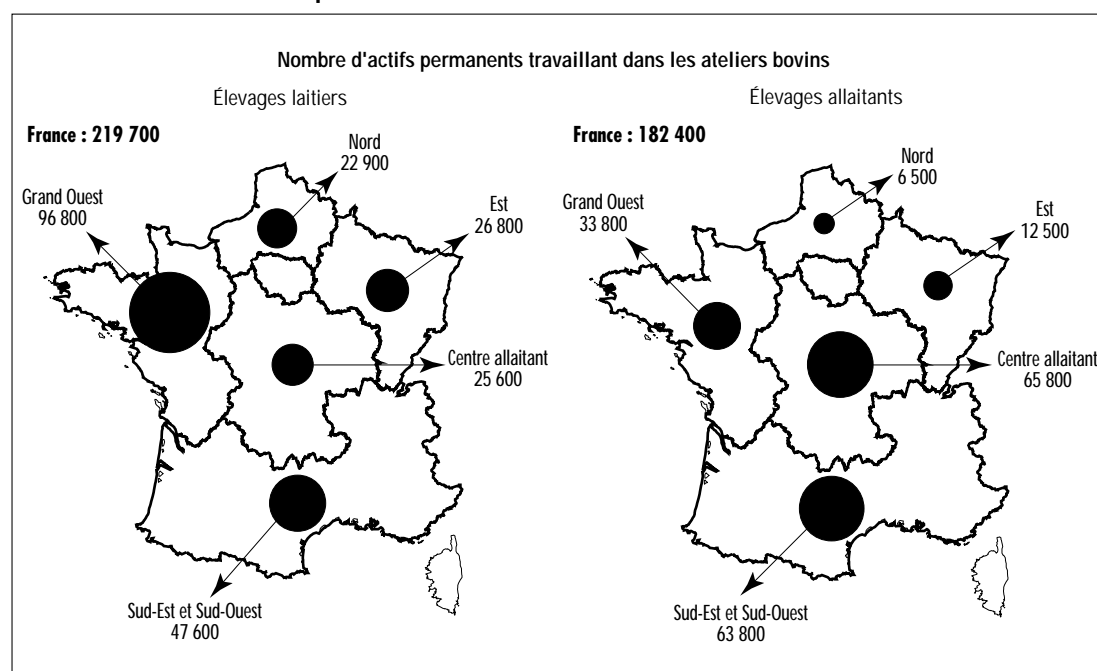 Nombre d'actifs permanents travaillant dans les ateliers bovins
Élevages laitiers
France : 219 700
Nord
22 900
Grand Ouest
96 800
Est
26 800
Centre allaitant
25 600
Sud-Est et Sud-Ouest
47 600
Élevages allaitants
France : 182 400
Nord
6 500
Grand Ouest
33 800
Est
12 500
Centre allaitant
65 800
Sud-Est et Sud-Ouest
63 800